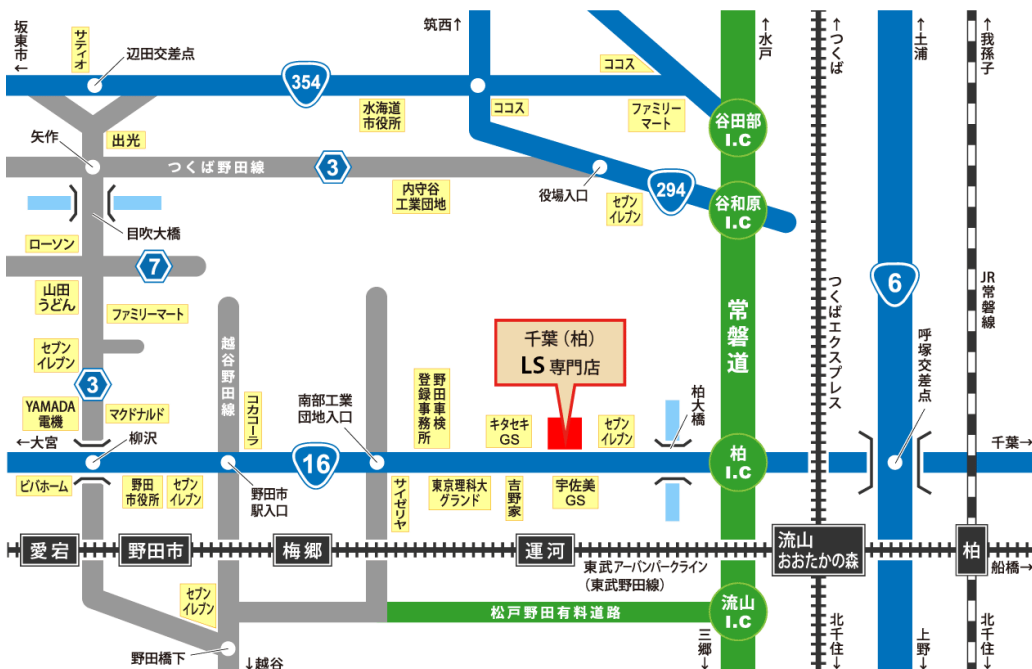 坂東市
←
サティオ
辺田交差点
354
筑西↑
ココス
ココス
水海道
市役所
ファミリー
マート
谷田部
I.C
←水戸
←つくば
←土浦
←我孫子
矢作
出光
つくば野田線
3
内守谷
工業団地
役場入口
セブン
イレブン
294
谷和原
I.C
目吹大橋
ローソン
7
山田
うどん
ファミリーマート
セブン
イレブン
3
YAMADA
電機
マクドナルド
越谷野田線
コカコーラ
南部工業
団地入口
野田車検
登録事務所
千葉（柏）
LS 専門店
キタセキ
GS
セブン
イレブン
柏大橋
常磐道
つくばエクスプレス
6
呼塚交差点
JR常磐線
←大宮
柳沢
16
柏
I.C
千葉→
ビバホーム
野田
市役所
セブン
イレブン
野田市
駅入口
サイゼリヤ
東京理科大
グランド
吉野家
宇佐美
GS
愛宕
野田市
梅郷
運河
東武アーバンパークライン
（東武野田線）
流山
おおたかの森
柏
船橋→
セブン
イレブン
松戸野田有料道路
流山
I.C
野田橋下
↓越谷
三郷→
北千住→
上野→
北千住→